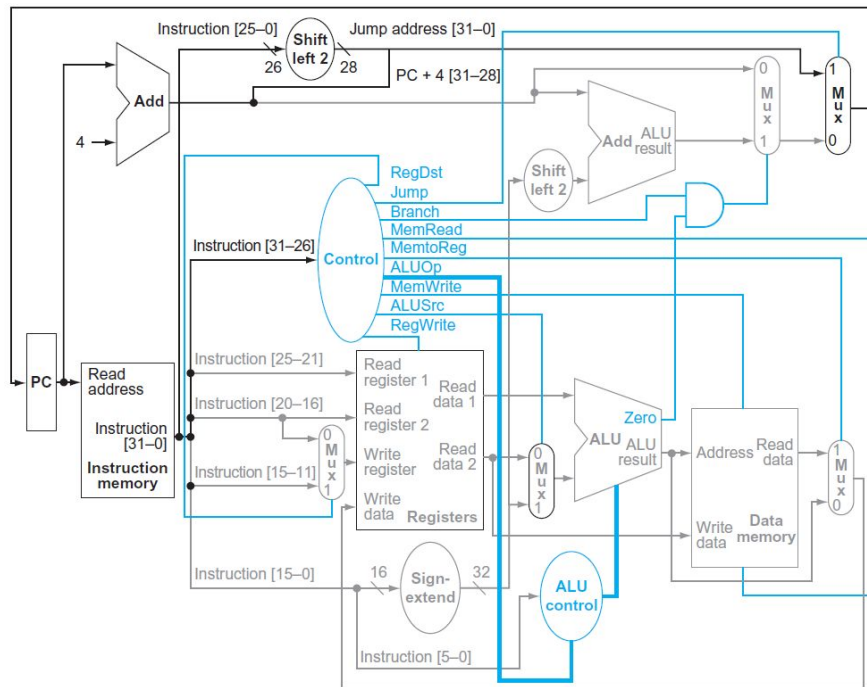 Instruction [25–0]
Shift
left 2
Jump address [31–0]
26
28
PC + 4 [31–28]
Add
4
0
M
u
x
1
1
M
u
x
0
Add
ALU
result
Shift
left 2
RegDst
Jump
Branch
MemRead
MemtoReg
ALUOp
MemWrite
ALUSrc
RegWrite
Instruction [31–26]
Control
PC
Read
address
Instruction
[31–0]
Instruction
memory
Instruction [25–21]
Instruction [20–16]
Instruction [15–11]
0
M
u
x
1
Read
register 1
Read
register 2
Write
register
Write
data
Read
data 1
Read
data 2
Registers
0
M
u
x
1
Zero
ALU
ALU
result
Address
Read
data
Write
data
Data
memory
1
M
u
x
0
Instruction [15–0]
16
Sign-
extend
32
ALU
control
Instruction [5–0]